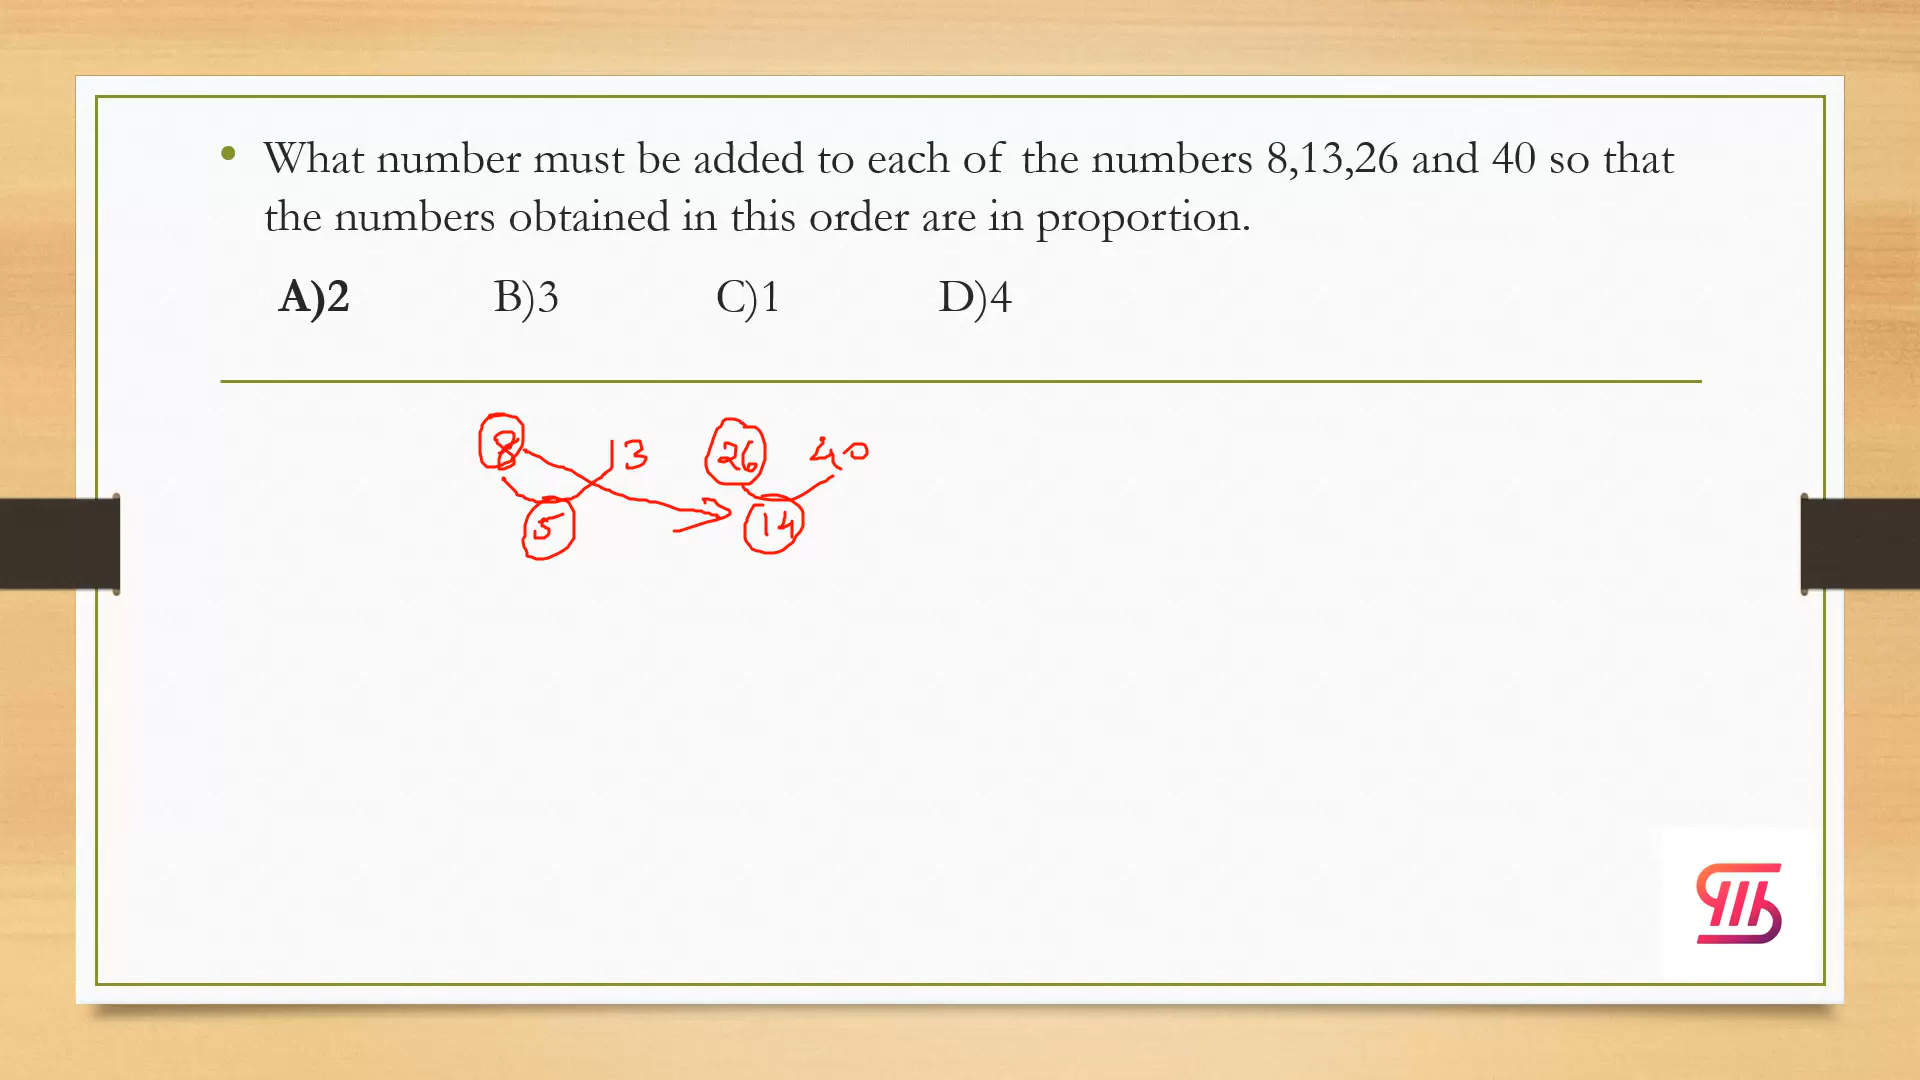 • What number must be added to each of the numbers 8,13,26 and 40 so that
the numbers obtained in this order are in proportion.
A)2 B)3 C)1 D)4
8 13 26 40
5 14